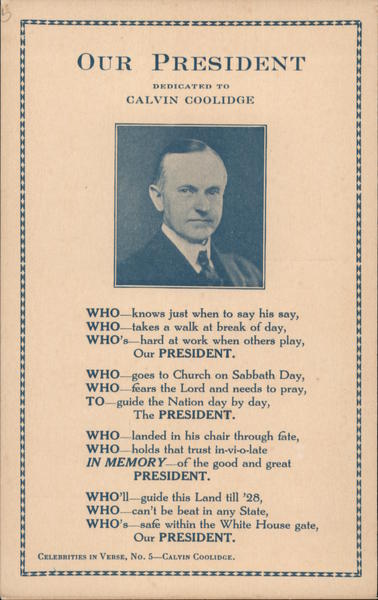 OUR PRESIDENT
DEDICATED TO
CALVIN COOLIDGE
WHO—knows just when to say his say,
WHO—takes a walk at break of day,
WHO's—hard at work when others play,
Our PRESIDENT.
WHO—goes to Church on Sabbath Day,
WHO—fears the Lord and needs to pray,
TO—guide the Nation day by day,
The PRESIDENT.
WHO—landed in his chair through fate,
WHO—holds that trust in-vi-o-late
IN MEMORY—of the good and great
PRESIDENT.
WHO'll—guide this Land till '28,
WHO—can't be beat in any State,
WHO's—safe within the White House gate,
Our PRESIDENT.
CELEBRITIES IN VERSE, NO. 5—CALVIN COOLIDGE.